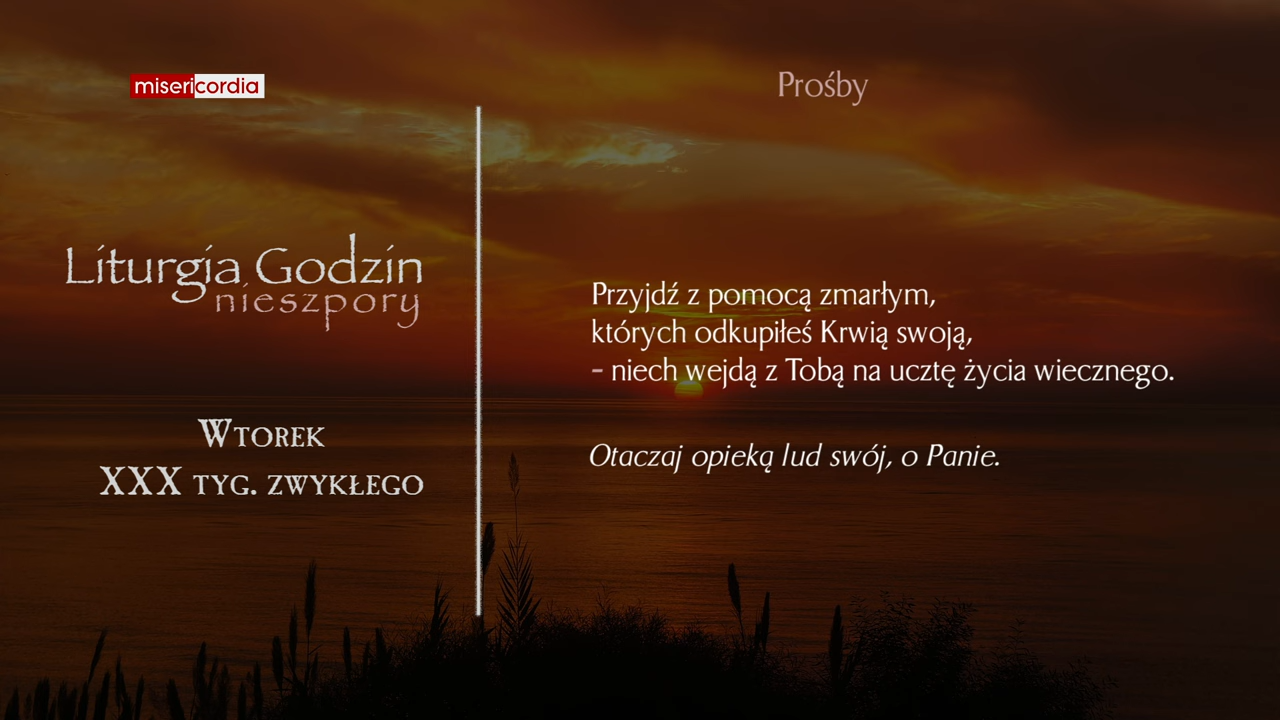 misericordia
Liturgia Godzin
nieszpory
Wtorek
XXX tyg. zwykłego
Prośby
Przyjdź z pomocą zmarłym,
których odkupiłeś Krwią swoją,
- niech wejdą z Tobą na ucztę życia wiecznego.
Otaczaj opieką lud swój, o Panie.